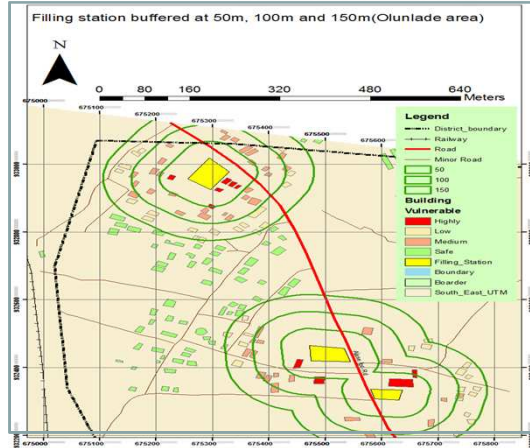 Filling station buffered at 50m, 100m and 150m(Olunlade area)
N
0 80 160 320 480 640
Meters
675000 675100 675200 675300 675400 675500 675600
Legend
District_boundary
Railway
Road
Minor Road
50
100
150
Building
Vulnerable
Highly
Low
Medium
Safe
Filling_Station
Boundary
Boarder
South_East_UTM
675000 675100 675200 675300 675400 675500 675600 675700 675800